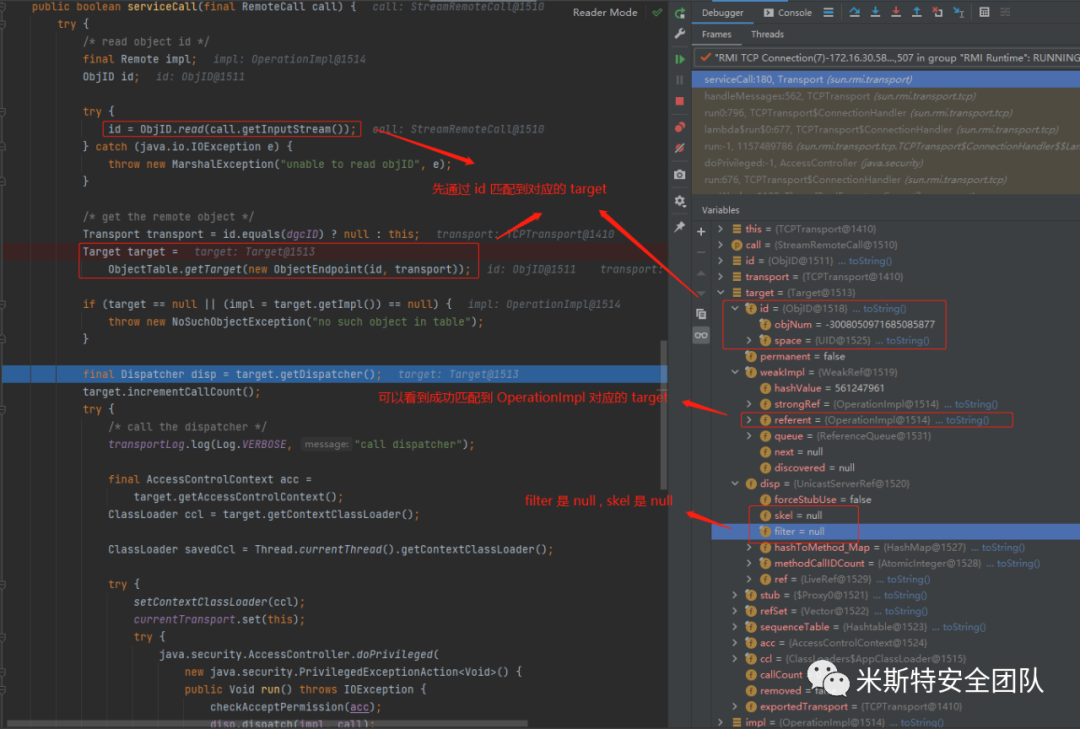 public boolean serviceCall(final RemoteCall call) {  call: StreamRemoteCall@1510
Reader Mode
try {
/* read object id */
final Remote impl;  impl: OperationImpl@1514
ObjID id;  id: ObjID@1511
try {
id = ObjID.read(call.getInputStream());  call: StreamRemoteCall@1510
} catch (java.io.IOException e) {
throw new MarshalException("unable to read objID", e);
}
先通过 id 匹配到对应的 target
/* get the remote object */
Transport transport = id.equals(dgcID) ? null : this;  transport: TCPTransport@1410
Target target =  target: Target@1513
ObjectTable.getTarget(new ObjectEndpoint(id, transport));  id: ObjID@1511  transport:
if (target == null || (impl = target.getImpl()) == null) {  impl: OperationImpl@1514
throw new NoSuchObjectException("no such object in table");
}
final Dispatcher disp = target.getDispatcher();  target: Target@1513
target.incrementCallCount();
可以看到成功匹配到 OperationImpl 对应的 target
try {
/* call the dispatcher */
transportLog.log(Log.VERBOSE, message: "call dispatcher");
final AccessControlContext acc =
target.getAccessControlContext();
filter 是 null , skel 是 null
ClassLoader ccl = target.getContextClassLoader();
ClassLoader savedCcl = Thread.currentThread().getContextClassLoader();
try {
setContextClassLoader(ccl);
currentTransport.set(this);
try {
java.security.AccessController.doPrivileged(
new java.security.PrivilegedExceptionAction<Void>() {
public Void run() throws IOException {
checkAcceptPermission(acc);
disp.dispatch(impl, call);
Debugger
Console
Frames
Threads
"RMI TCP Connection(7)-172.16.30.58...,507 in group "RMI Runtime": RUNNING
serviceCall:180, Transport (sun.rmi.transport)
handleMessages:562, TCPTransport (sun.rmi.transport.tcp)
run0:796, TCPTransport$ConnectionHandler (sun.rmi.transport.tcp)
lambda$run$0:677, TCPTransport$ConnectionHandler (sun.rmi.transport.tcp)
run:-1, 1157489786 (sun.rmi.transport.tcp.TCPTransport$ConnectionHandler$$Lan
doPrivileged:-1, AccessController (java.security)
run:676, TCPTransport$ConnectionHandler (sun.rmi.transport.tcp)
Variables
this = {TCPTransport@1410}
call = {StreamRemoteCall@1510}
id = {ObjID@1511} ... toString()
transport = {TCPTransport@1410}
target = {Target@1513}
id = {ObjID@1518} ... toString()
objNum = -3008050971685085877
space = {UID@1525} ... toString()
permanent = false
weakImpl = {WeakRef@1519}
hashValue = 561247961
strongRef = {OperationImpl@1514} ... toString()
referent = {OperationImpl@1514} ... toString()
queue = {ReferenceQueue@1531}
next = null
discovered = null
disp = {UnicastServerRef@1520}
forceStubUse = false
skel = null
filter = null
hashToMethod_Map = {HashMap@1527} ... toString()
methodCallIDCount = {AtomicInteger@1528} ... toString()
ref = {LiveRef@1529} ... toString()
stub = {$Proxy0@1521} ... toString()
refSet = {Vector@1522} ... toString()
sequenceTable = {Hashtable@1523} ... toString()
acc = {AccessControlContext@1524}
ccl = {ClassLoaders$AppClassLoader@1515}
callCount
removed = false
exportedTransport = {TCPTransport@1410}
impl = {OperationImpl@1514} ... toString()
米斯特安全团队